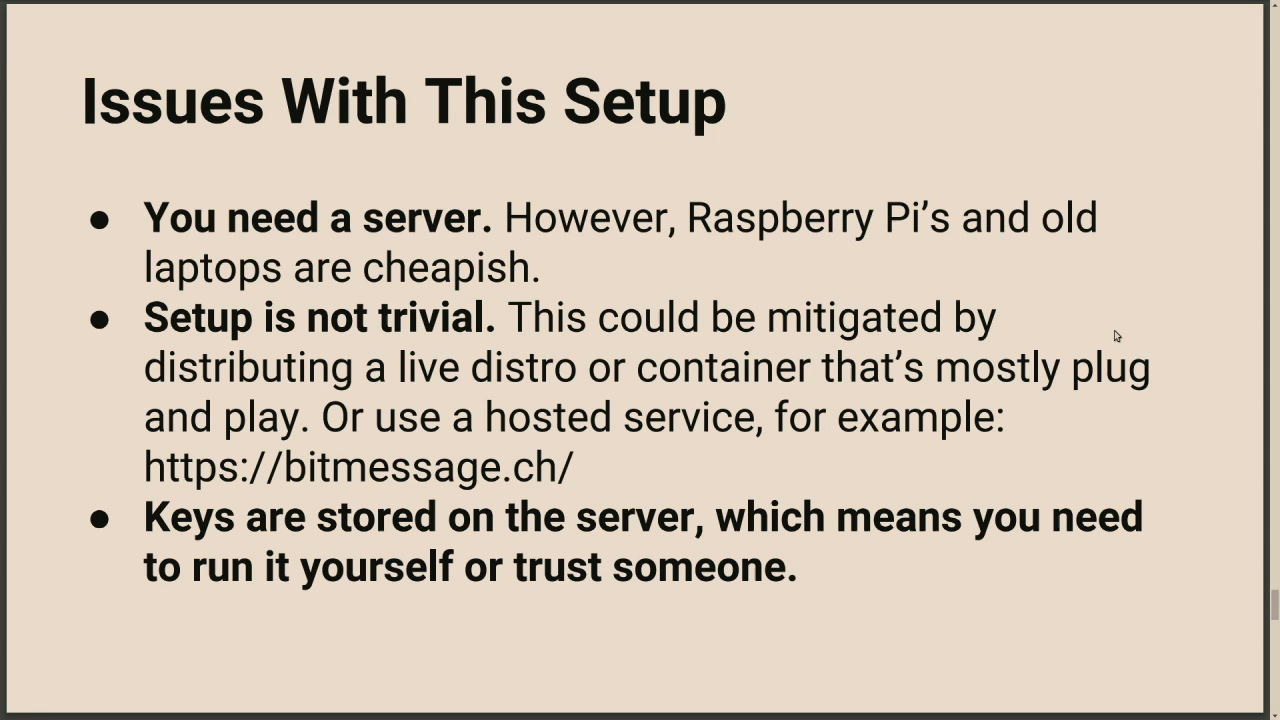 Issues With This Setup
● You need a server. However, Raspberry Pi’s and old
laptops are cheapish.
● Setup is not trivial. This could be mitigated by
distributing a live distro or container that’s mostly plug
and play. Or use a hosted service, for example:
https://bitmessage.ch/
● Keys are stored on the server, which means you need
to run it yourself or trust someone.